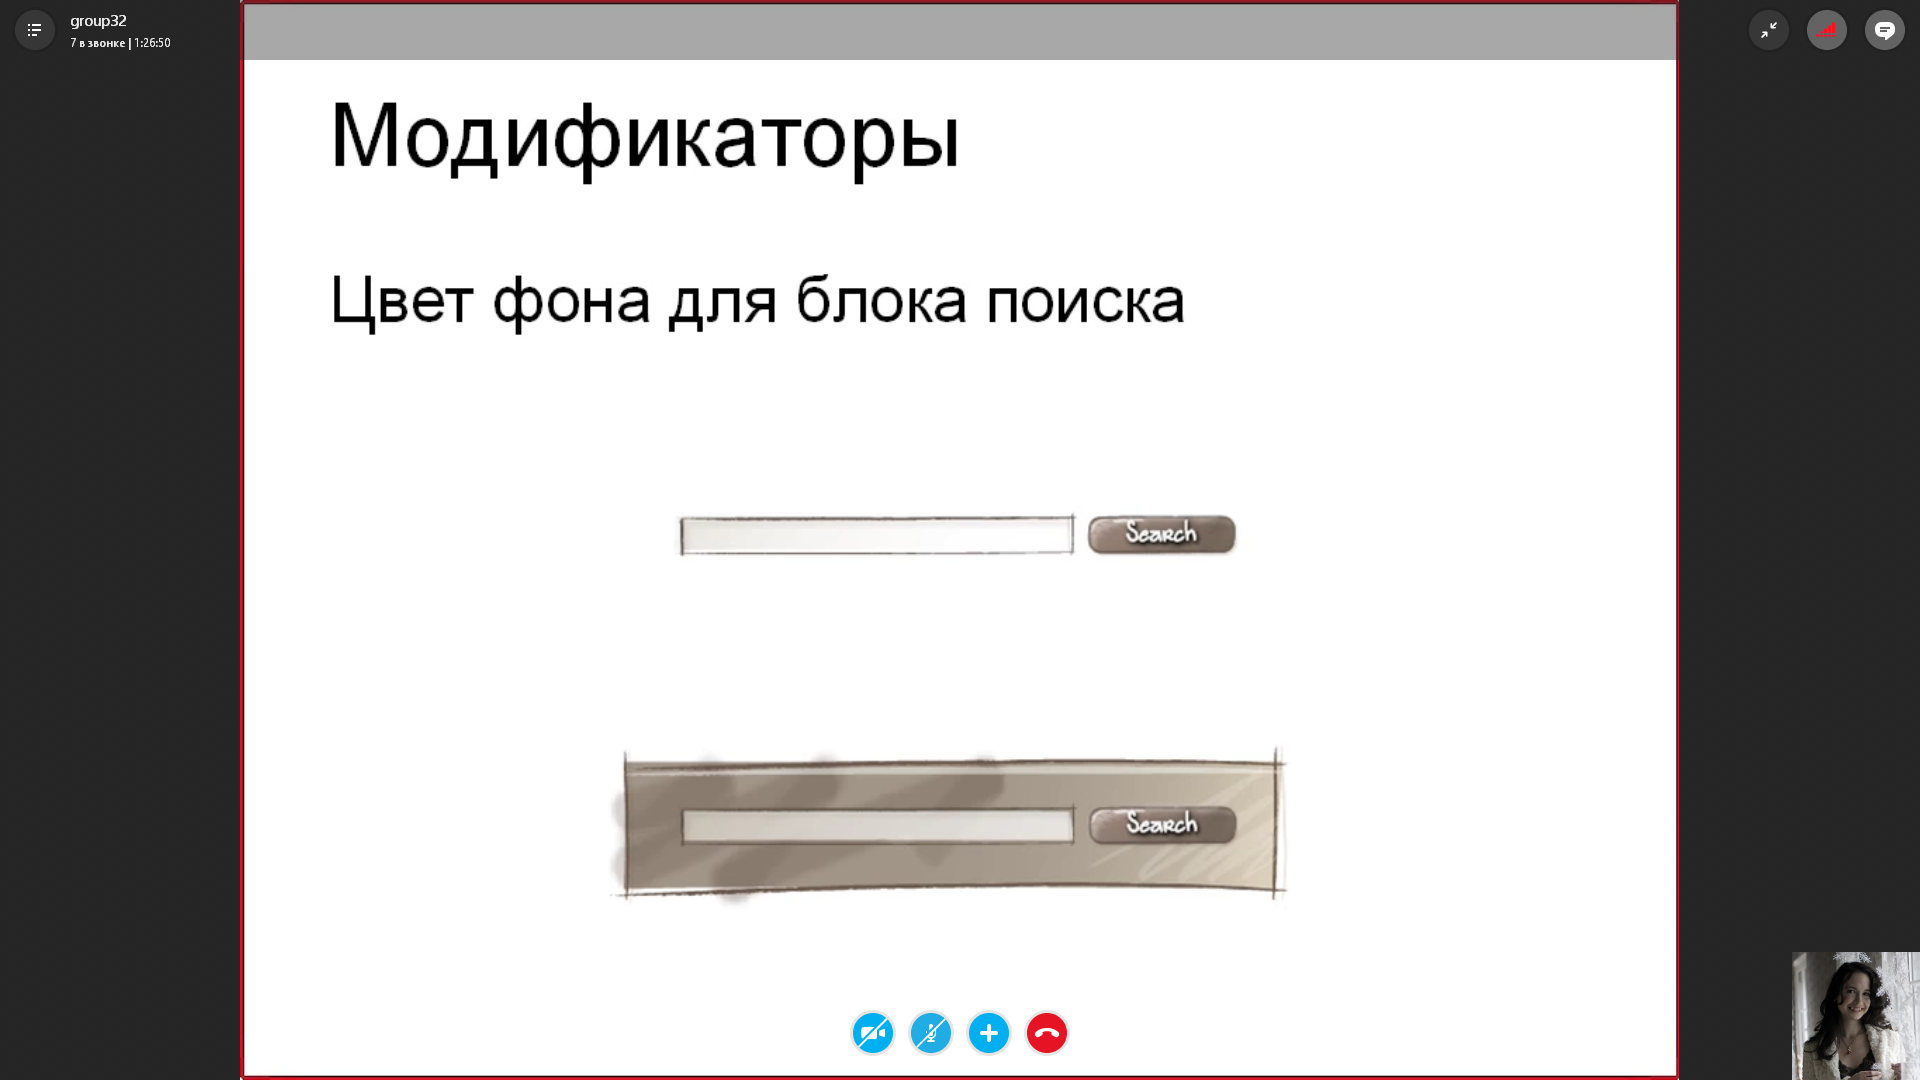 group32
7 в звонке | 1:26:50
Модификаторы
Цвет фона для блока поиска
Search
Search